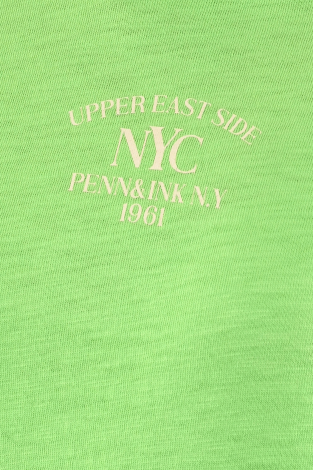 UPPER EAST SIDE
NYC
PENN&INK N.Y
1961